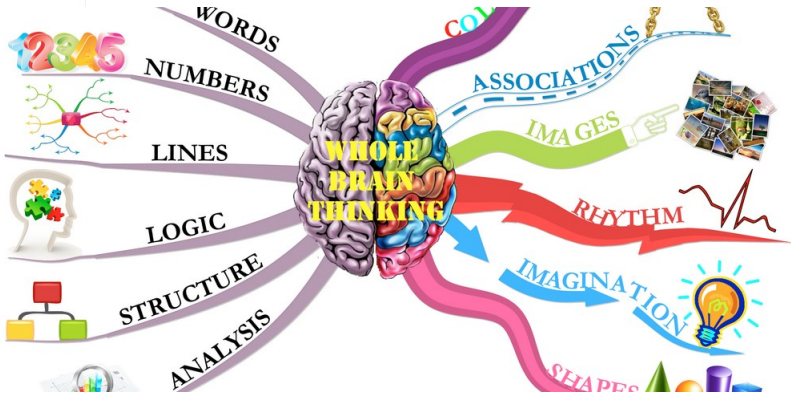 WORDS
12345
NUMBERS
LINES
LOGIC
STRUCTURE
ANALYSIS
WHOLE
BRAIN
THINKING
ASSOCIATIONS
IMAGES
RHYTHM
IMAGINATION
SHAPES